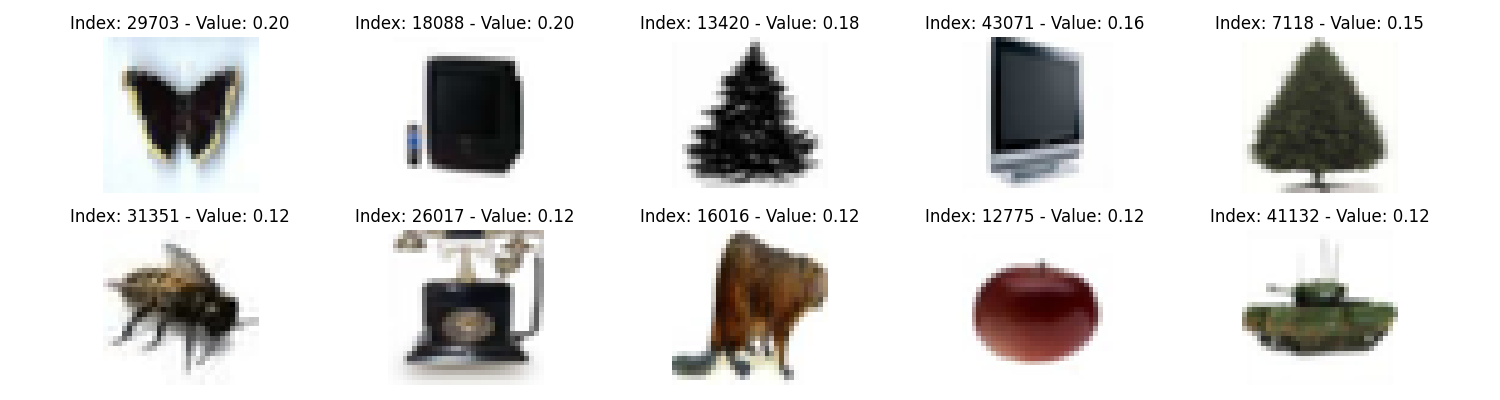 Index: 29703 - Value: 0.20
Index: 18088 - Value: 0.20
Index: 13420 - Value: 0.18
Index: 43071 - Value: 0.16
Index: 7118 - Value: 0.15
Index: 31351 - Value: 0.12
Index: 26017 - Value: 0.12
Index: 16016 - Value: 0.12
Index: 12775 - Value: 0.12
Index: 41132 - Value: 0.12